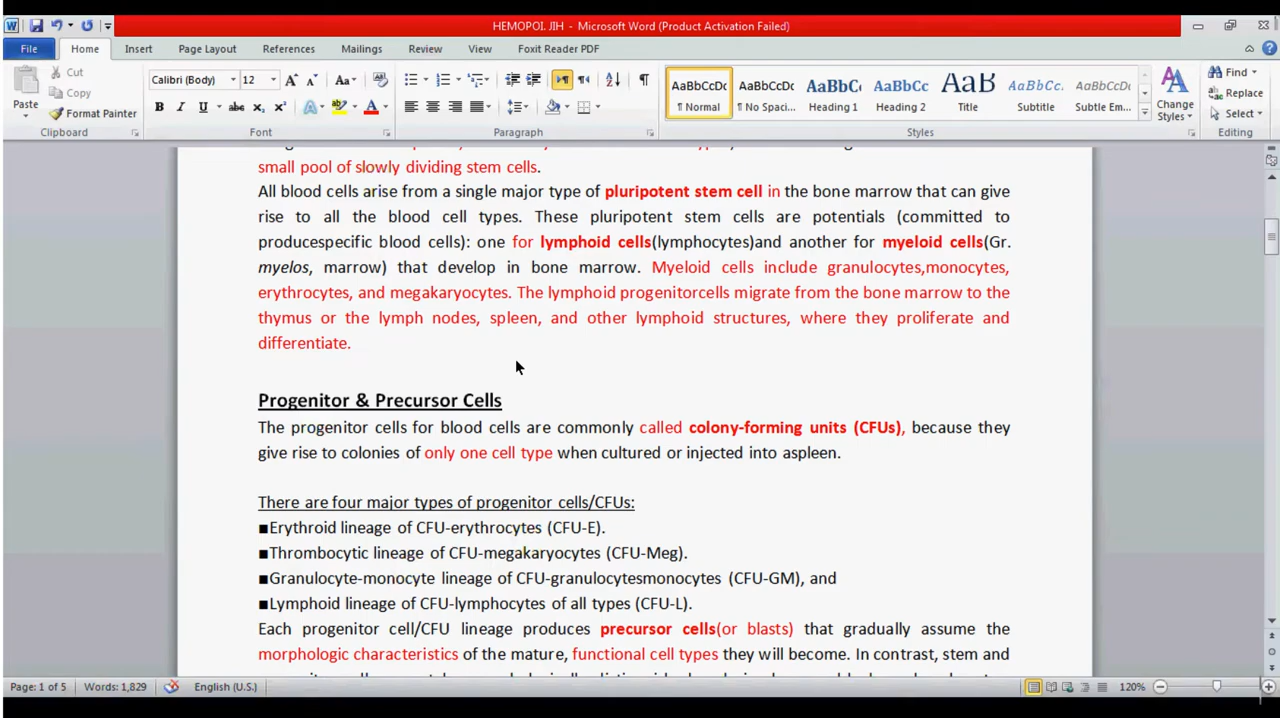 HEMOPOI. JIH - Microsoft Word (Product Activation Failed)
File Home Insert Page Layout References Mailings Review View Foxit Reader PDF
Paste
Cut
Copy
Format Painter
Clipboard
Calibri (Body) 12
Font
Paragraph
AaBbCcDc AaBbCcDc AaBbC AaBbCc AaB AaBbCc. AaBbCcDc
¶ Normal ¶ No Spaci... Heading 1 Heading 2 Title Subtitle Subtle Em...
Change Styles
Styles
Find
Replace
Select
Editing
small pool of slowly dividing stem cells.
All blood cells arise from a single major type of pluripotent stem cell in the bone marrow that can give
rise to all the blood cell types. These pluripotent stem cells are potentials (committed to
producespecific blood cells): one for lymphoid cells(lymphocytes)and another for myeloid cells(Gr.
myelos, marrow) that develop in bone marrow. Myeloid cells include granulocytes,monocytes,
erythrocytes, and megakaryocytes. The lymphoid progenitorcells migrate from the bone marrow to the
thymus or the lymph nodes, spleen, and other lymphoid structures, where they proliferate and
differentiate.
Progenitor & Precursor Cells
The progenitor cells for blood cells are commonly called colony-forming units (CFUs), because they
give rise to colonies of only one cell type when cultured or injected into aspleen.
There are four major types of progenitor cells/CFUs:
■Erythroid lineage of CFU-erythrocytes (CFU-E).
■Thrombocytic lineage of CFU-megakaryocytes (CFU-Meg).
■Granulocyte-monocyte lineage of CFU-granulocytesmonocytes (CFU-GM), and
■Lymphoid lineage of CFU-lymphocytes of all types (CFU-L).
Each progenitor cell/CFU lineage produces precursor cells(or blasts) that gradually assume the
morphologic characteristics of the mature, functional cell types they will become. In contrast, stem and
Page: 1 of 5 Words: 1,829 English (U.S.) 120%